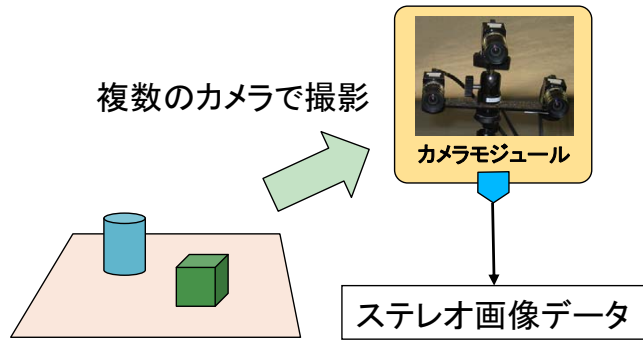 複数のカメラで撮影
カメラモジュール
ステレオ画像データ